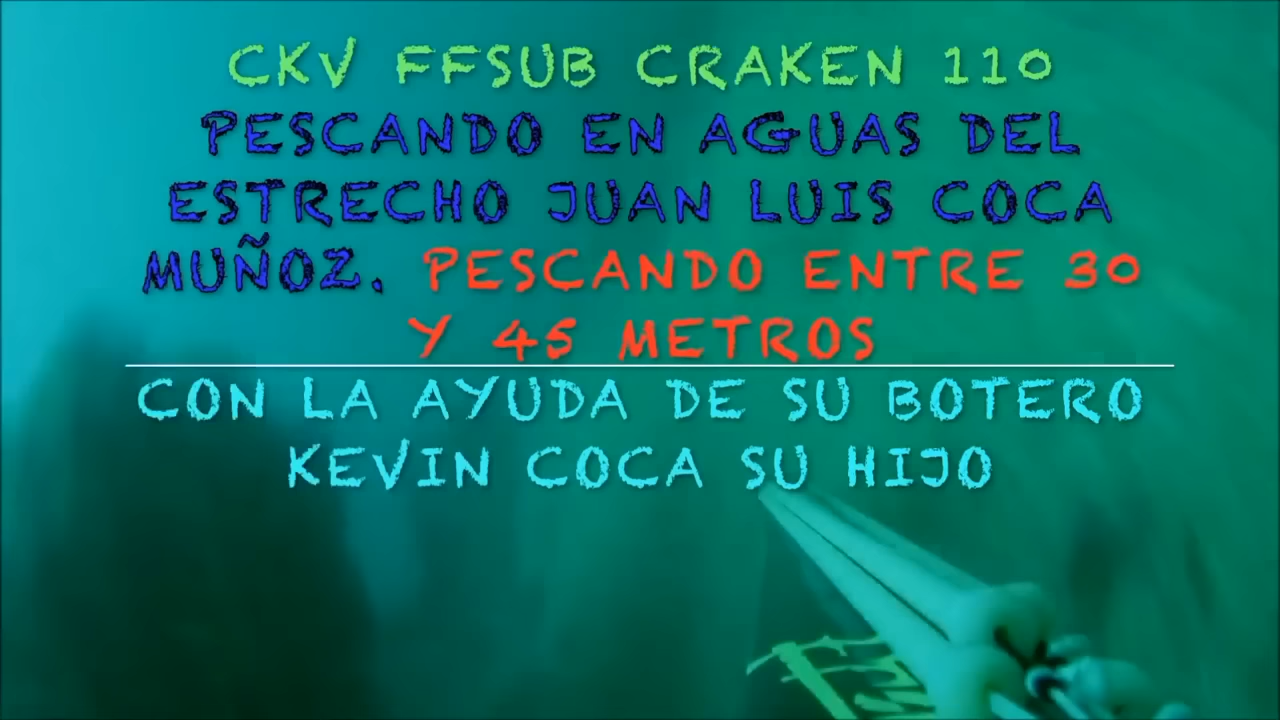 CKV FFSUB CRAKEN 110
PESCANDO EN AGUAS DEL
ESTRECHO JUAN LUIS COCA
MUÑOZ. PESCANDO ENTRE 30
Y 45 METROS
CON LA AYUDA DE SU BOTERO
KEVIN COCA SU HIJO